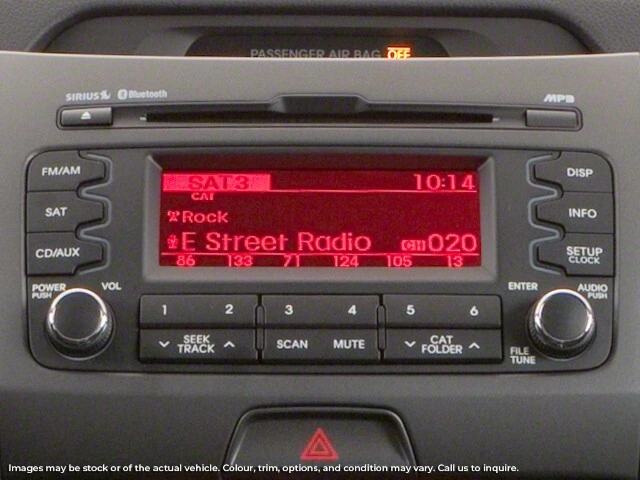 PASSENGER AIR BAG OFF
SIRIUS Bluetooth
MP3
FM/AM
SAT
CD/AUX
SAT3 10:14
CAT
Rock
E Street Radio CH020
86 133 71 124 105 13
DISP
INFO
SETUP
CLOCK
POWER
PUSH
VOL
ENTER
AUDIO
PUSH
1 2 3 4 5 6
SEEK
TRACK
SCAN MUTE
CAT
FOLDER
FILE
TUNE
Images may be stock or of the actual vehicle. Colour, trim, options, and condition may vary. Call us to inquire.